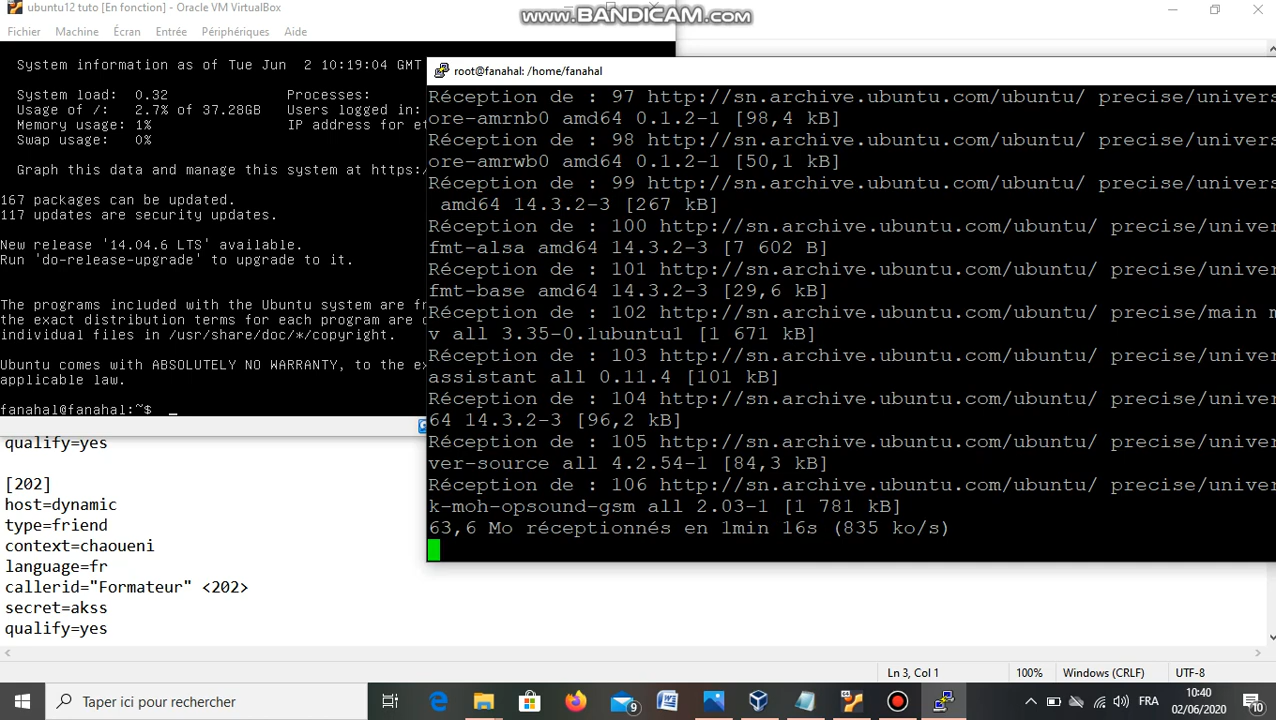 ubuntu12 tuto [En fonction] - Oracle VM VirtualBox
www.BANDICAM.com
Fichier Machine Écran Entrée Périphériques Aide
System information as of Tue Jun 2 10:19:04 GMT
System load: 0.32 Processes:
Usage of /: 2.7% of 37.28GB Users logged in:
Memory usage: 1% IP address for et
Swap usage: 0%
Graph this data and manage this system at https:/
167 packages can be updated.
117 updates are security updates.
New release '14.04.6 LTS' available.
Run 'do-release-upgrade' to upgrade to it.
The programs included with the Ubuntu system are fr
the exact distribution terms for each program are d
individual files in /usr/share/doc/*/copyright.
Ubuntu comes with ABSOLUTELY NO WARRANTY, to the ex
applicable law.
fanahal@fanahal:~$ _
root@fanahal: /home/fanahal
Réception de : 97 http://sn.archive.ubuntu.com/ubuntu/ precise/univers
ore-amrnb0 amd64 0.1.2-1 [98,4 kB]
Réception de : 98 http://sn.archive.ubuntu.com/ubuntu/ precise/univers
ore-amrwb0 amd64 0.1.2-1 [50,1 kB]
Réception de : 99 http://sn.archive.ubuntu.com/ubuntu/ precise/univers
amd64 14.3.2-3 [267 kB]
Réception de : 100 http://sn.archive.ubuntu.com/ubuntu/ precise/univer
fmt-alsa amd64 14.3.2-3 [7 602 B]
Réception de : 101 http://sn.archive.ubuntu.com/ubuntu/ precise/univer
fmt-base amd64 14.3.2-3 [29,6 kB]
Réception de : 102 http://sn.archive.ubuntu.com/ubuntu/ precise/main m
v all 3.35-0.1ubuntu1 [1 671 kB]
Réception de : 103 http://sn.archive.ubuntu.com/ubuntu/ precise/univer
assistant all 0.11.4 [101 kB]
Réception de : 104 http://sn.archive.ubuntu.com/ubuntu/ precise/univer
64 14.3.2-3 [96,2 kB]
Réception de : 105 http://sn.archive.ubuntu.com/ubuntu/ precise/univer
ver-source all 4.2.54-1 [84,3 kB]
Réception de : 106 http://sn.archive.ubuntu.com/ubuntu/ precise/univer
k-moh-opsound-gsm all 2.03-1 [1 781 kB]
63,6 Mo réceptionnés en 1min 16s (835 ko/s)
qualify=yes
[202]
host=dynamic
type=friend
context=chaoueni
language=fr
callerid="Formateur" <202>
secret=akss
qualify=yes
Ln 3, Col 1 100% Windows (CRLF) UTF-8
Taper ici pour rechercher
9
FRA
10:40
02/06/2020
10